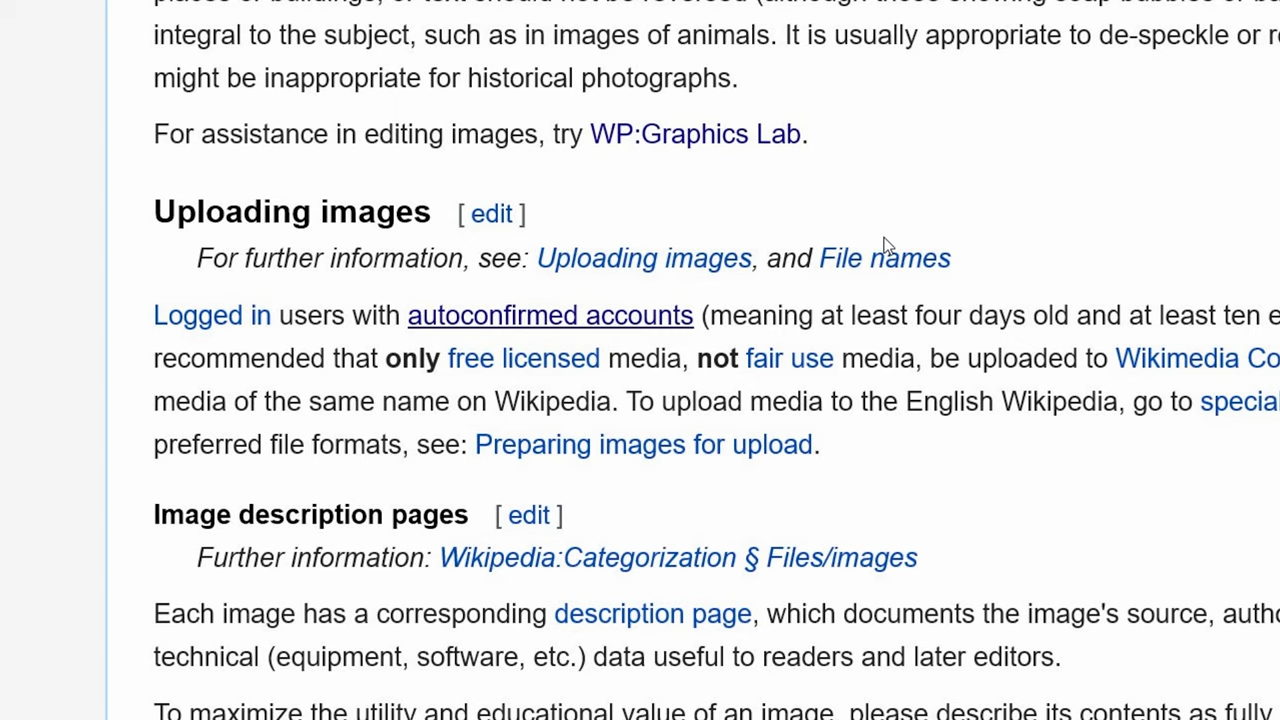 integral to the subject, such as in images of animals. It is usually appropriate to de-speckle or
might be inappropriate for historical photographs.
For assistance in editing images, try WP:Graphics Lab.
Uploading images [ edit ]
For further information, see: Uploading images, and File names
Logged in users with autoconfirmed accounts (meaning at least four days old and at least ten
recommended that only free licensed media, not fair use media, be uploaded to Wikimedia
media of the same name on Wikipedia. To upload media to the English Wikipedia, go to special
preferred file formats, see: Preparing images for upload.
Image description pages [ edit ]
Further information: Wikipedia:Categorization § Files/images
Each image has a corresponding description page, which documents the image's source,
technical (equipment, software, etc.) data useful to readers and later editors.
To maximize the utility and educational value of an image, please describe its contents as fully